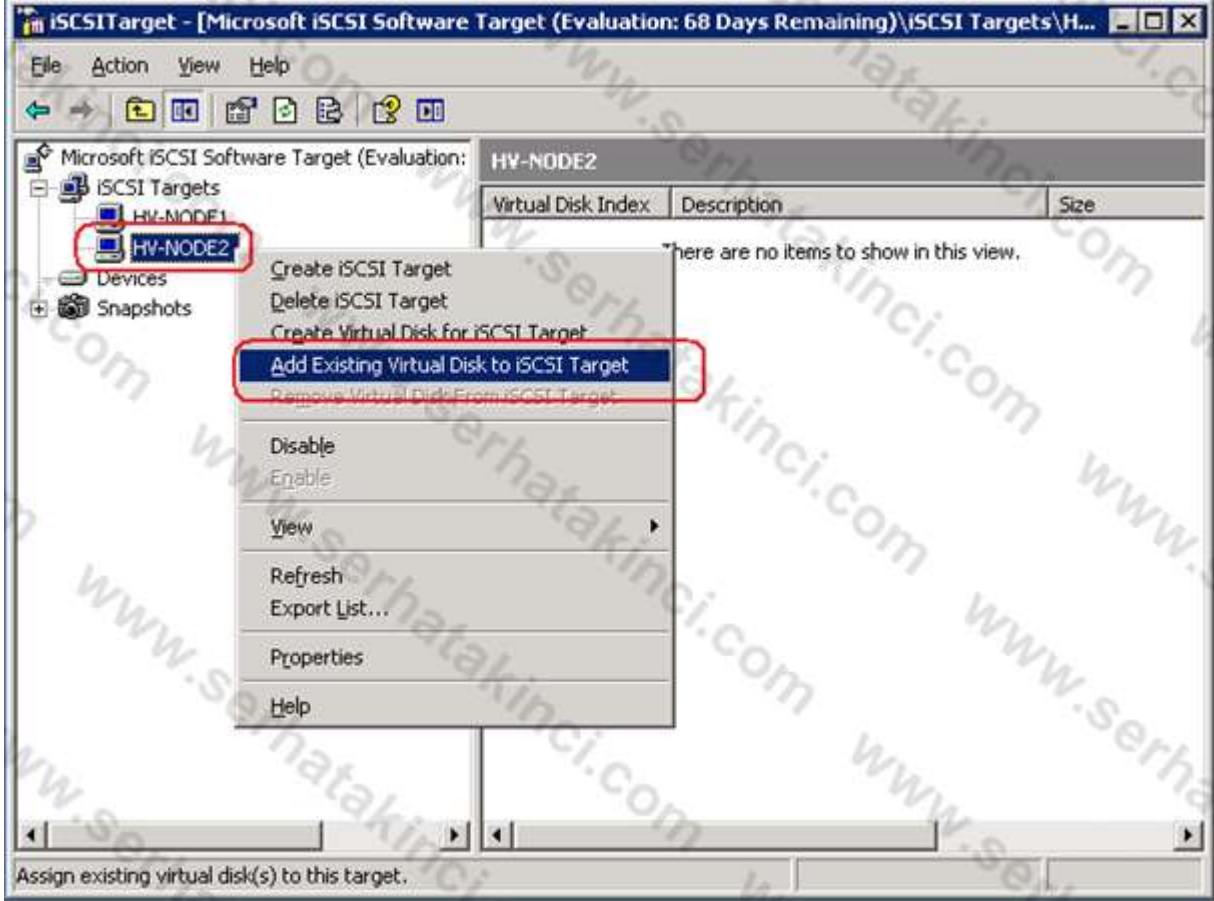 iSCSITarget - [Microsoft iSCSI Software Target (Evaluation: 68 Days Remaining)\iSCSI Targets\H...
File Action View Help
Microsoft iSCSI Software Target (Evaluation:
iSCSI Targets
HV-NODE1
HV-NODE2
Devices
Snapshots
HV-NODE2
Virtual Disk Index Description Size
There are no items to show in this view.
Create iSCSI Target
Delete iSCSI Target
Create Virtual Disk for iSCSI Target
Add Existing Virtual Disk to iSCSI Target
Remove Virtual Disk From iSCSI Target
Disable
Enable
View
Refresh
Export List...
Properties
Help
Assign existing virtual disk(s) to this target.
www.serhatakinci.com